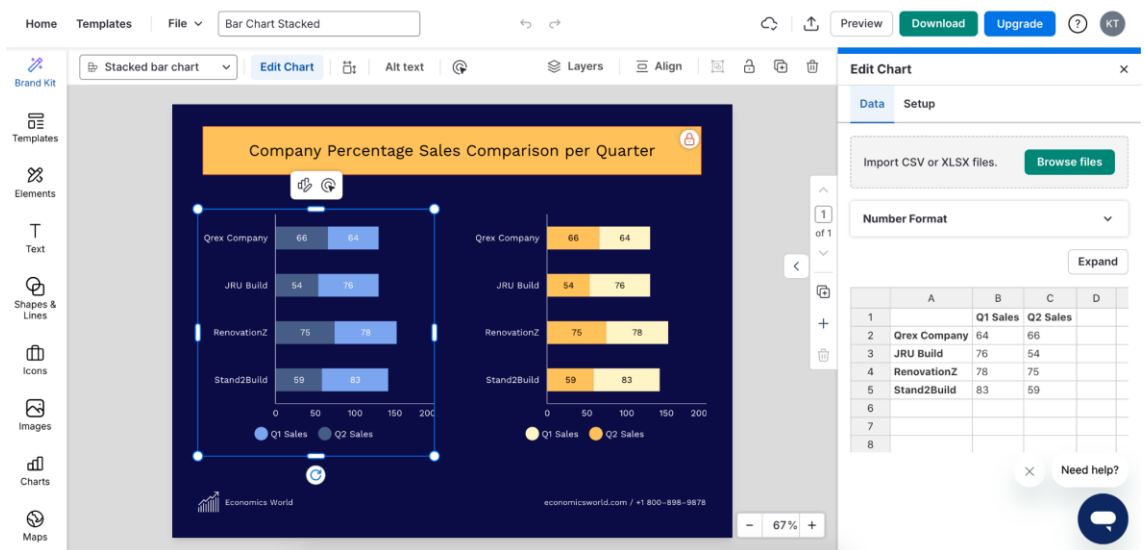 Home Templates File Bar Chart Stacked Preview Download Upgrade ? KT
Brand Kit
Templates
Elements
Text
Shapes &
Lines
Icons
Images
Charts
Maps
Stacked bar chart Edit Chart Alt text Layers Align
Company Percentage Sales Comparison per Quarter
Qrex Company 66 64
JRU Build 54 76
RenovationZ 75 78
Stand2Build 59 83
0 50 100 150 200
Q1 Sales Q2 Sales
Qrex Company 66 64
JRU Build 54 76
RenovationZ 75 78
Stand2Build 59 83
0 50 100 150 200
Q1 Sales Q2 Sales
Economics World
economicsworld.com / +1 800-898-9878
1
of 1
67%
Edit Chart
Data Setup
Import CSV or XLSX files. Browse files
Number Format
Expand
A B C D
1 Q1 Sales Q2 Sales
2 Qrex Company 64 66
3 JRU Build 76 54
4 RenovationZ 78 75
5 Stand2Build 83 59
6
7
8
Need help?